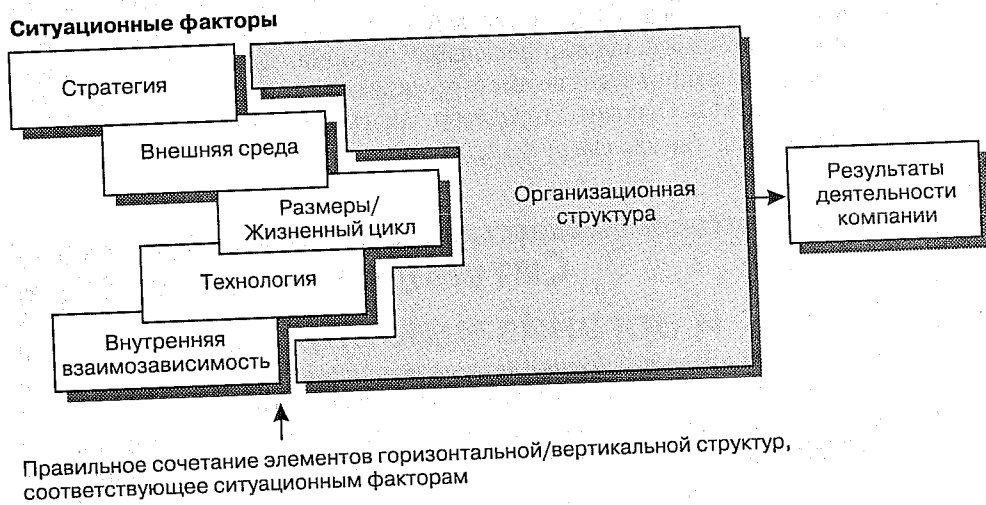 Ситуационные факторы
Стратегия
Внешняя среда
Размеры/
Жизненный цикл
Технология
Внутренняя
взаимозависимость
Организационная
структура
Результаты
деятельности
компании
Правильное сочетание элементов горизонтальной/вертикальной структур,
соответствующее ситуационным факторам